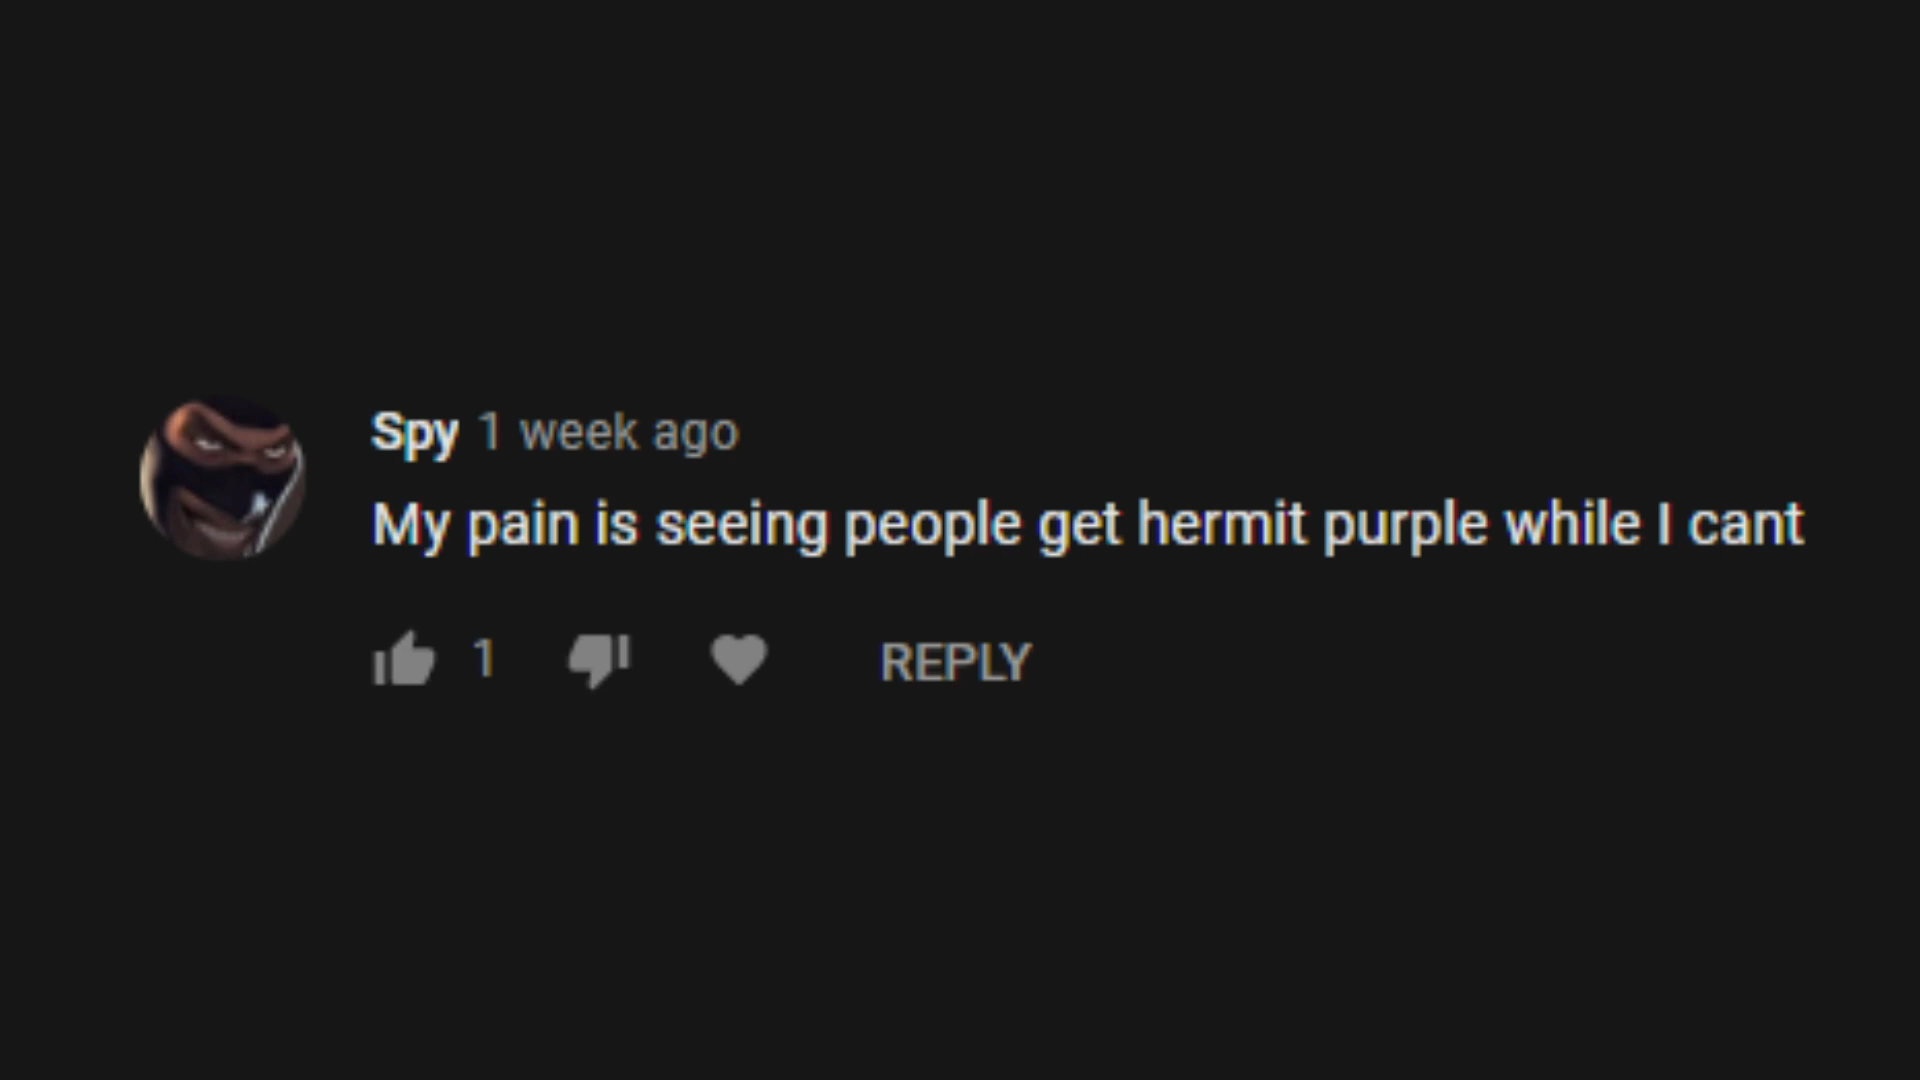 Spy 1 week ago
My pain is seeing people get hermit purple while I cant
1 REPLY